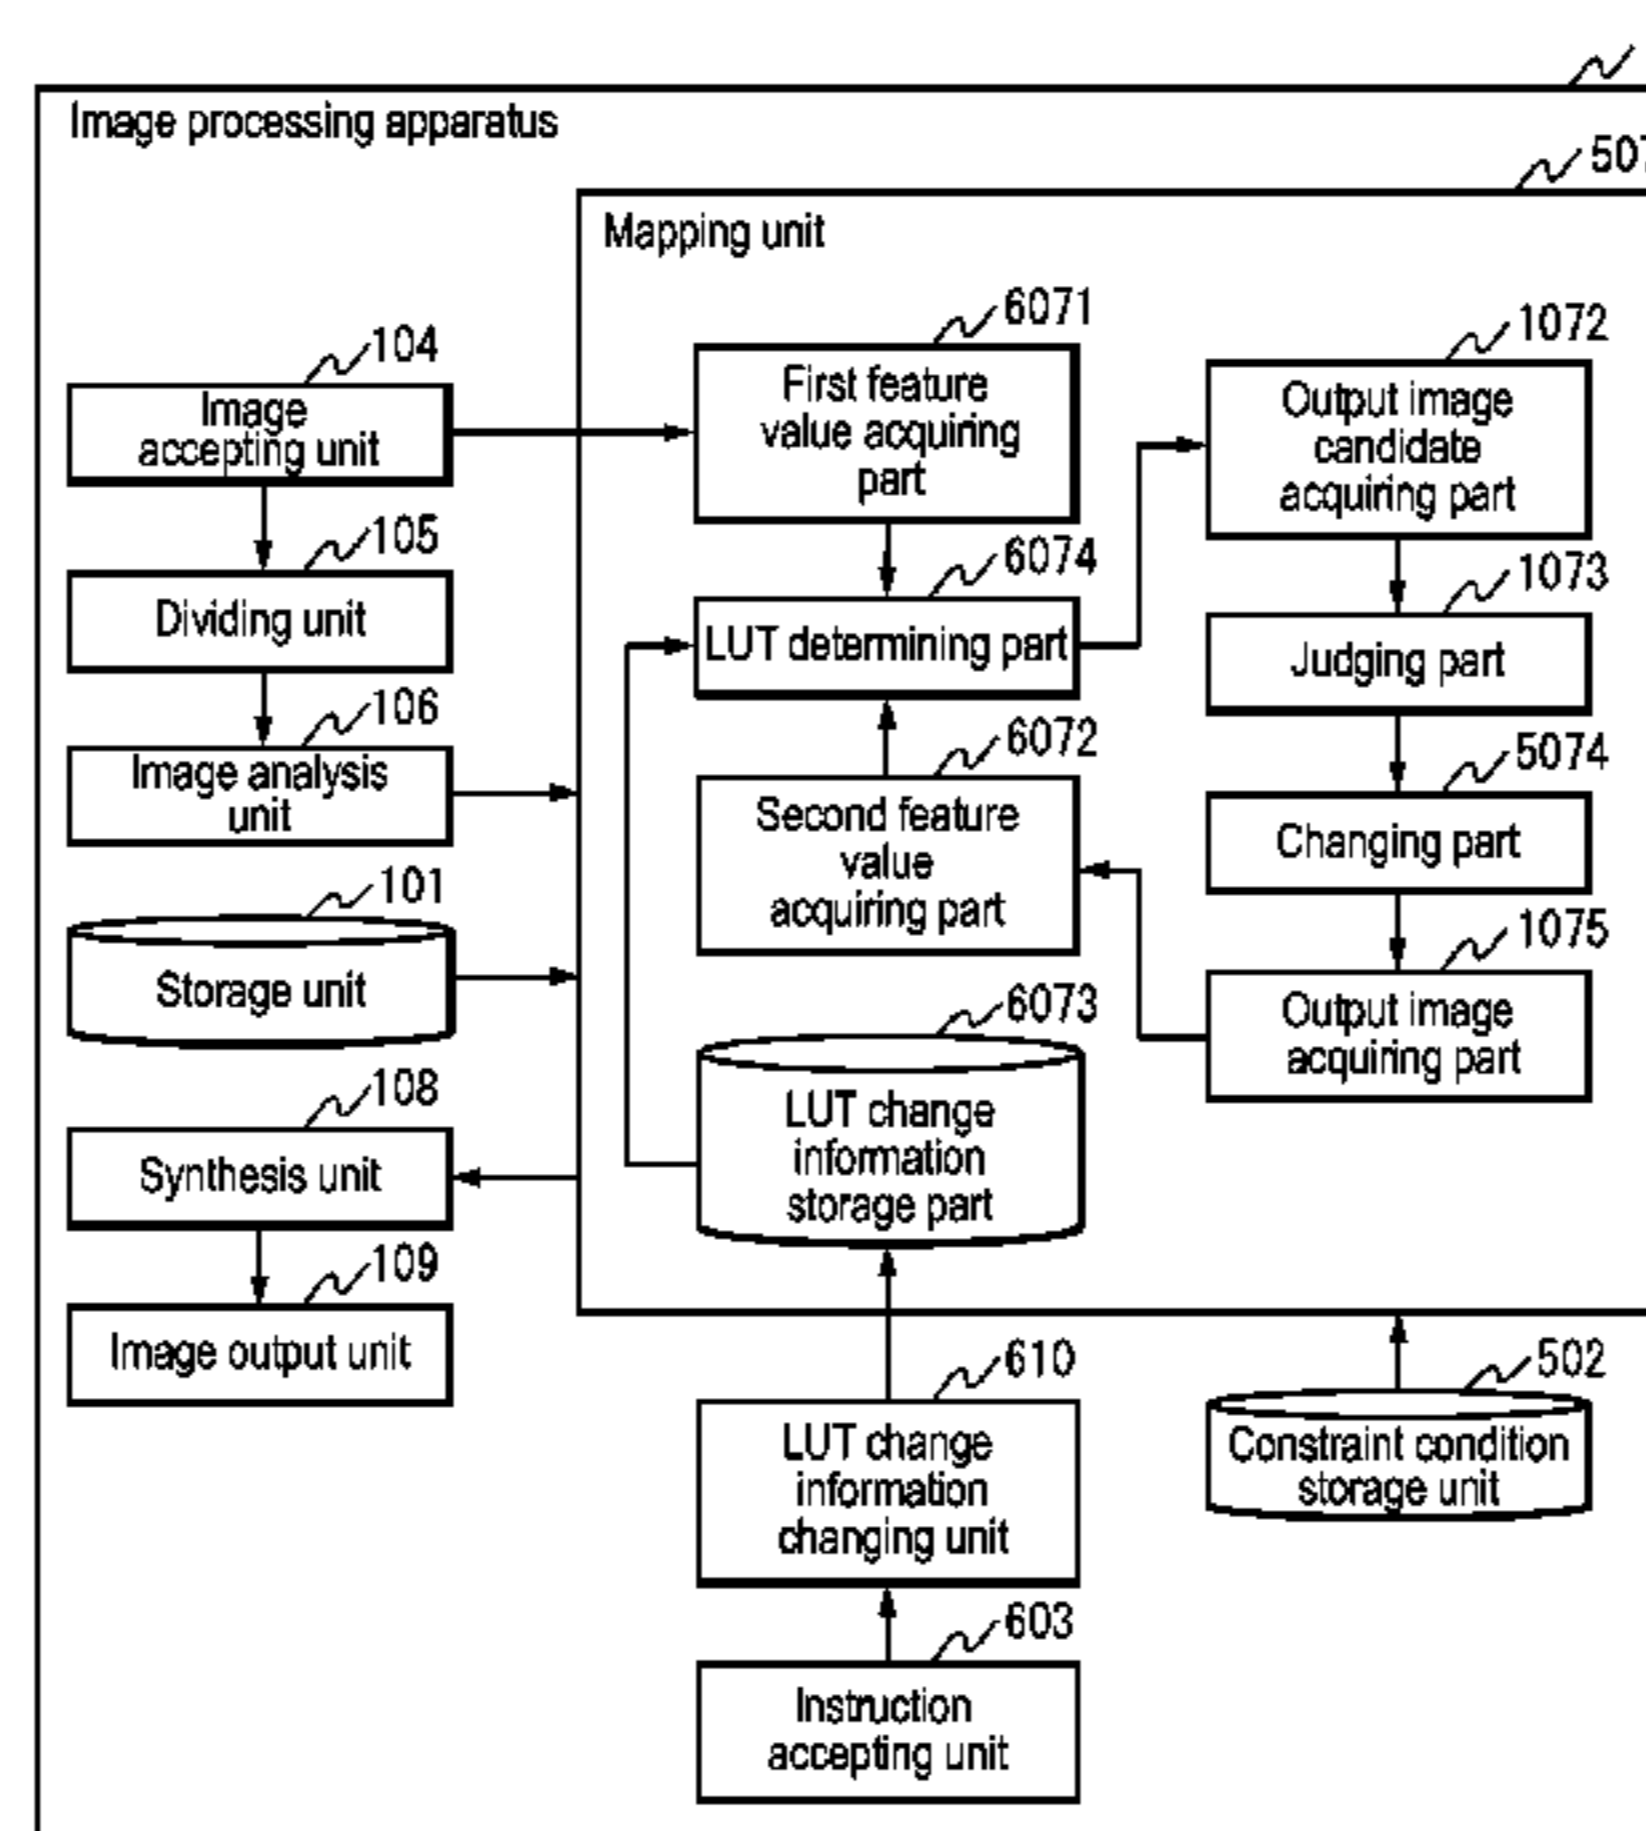 Image processing apparatus
507
Mapping unit
104
Image
accepting unit
105
Dividing unit
106
Image analysis
unit
101
Storage unit
108
Synthesis unit
109
Image output unit
6071
First feature
value acquiring
part
6074
LUT determining part
6072
Second feature
value
acquiring part
6073
LUT change
information
storage part
1072
Output image
candidate
acquiring part
1073
Judging part
5074
Changing part
1075
Output image
acquiring part
610
LUT change
information
changing unit
603
Instruction
accepting unit
502
Constraint condition
storage unit